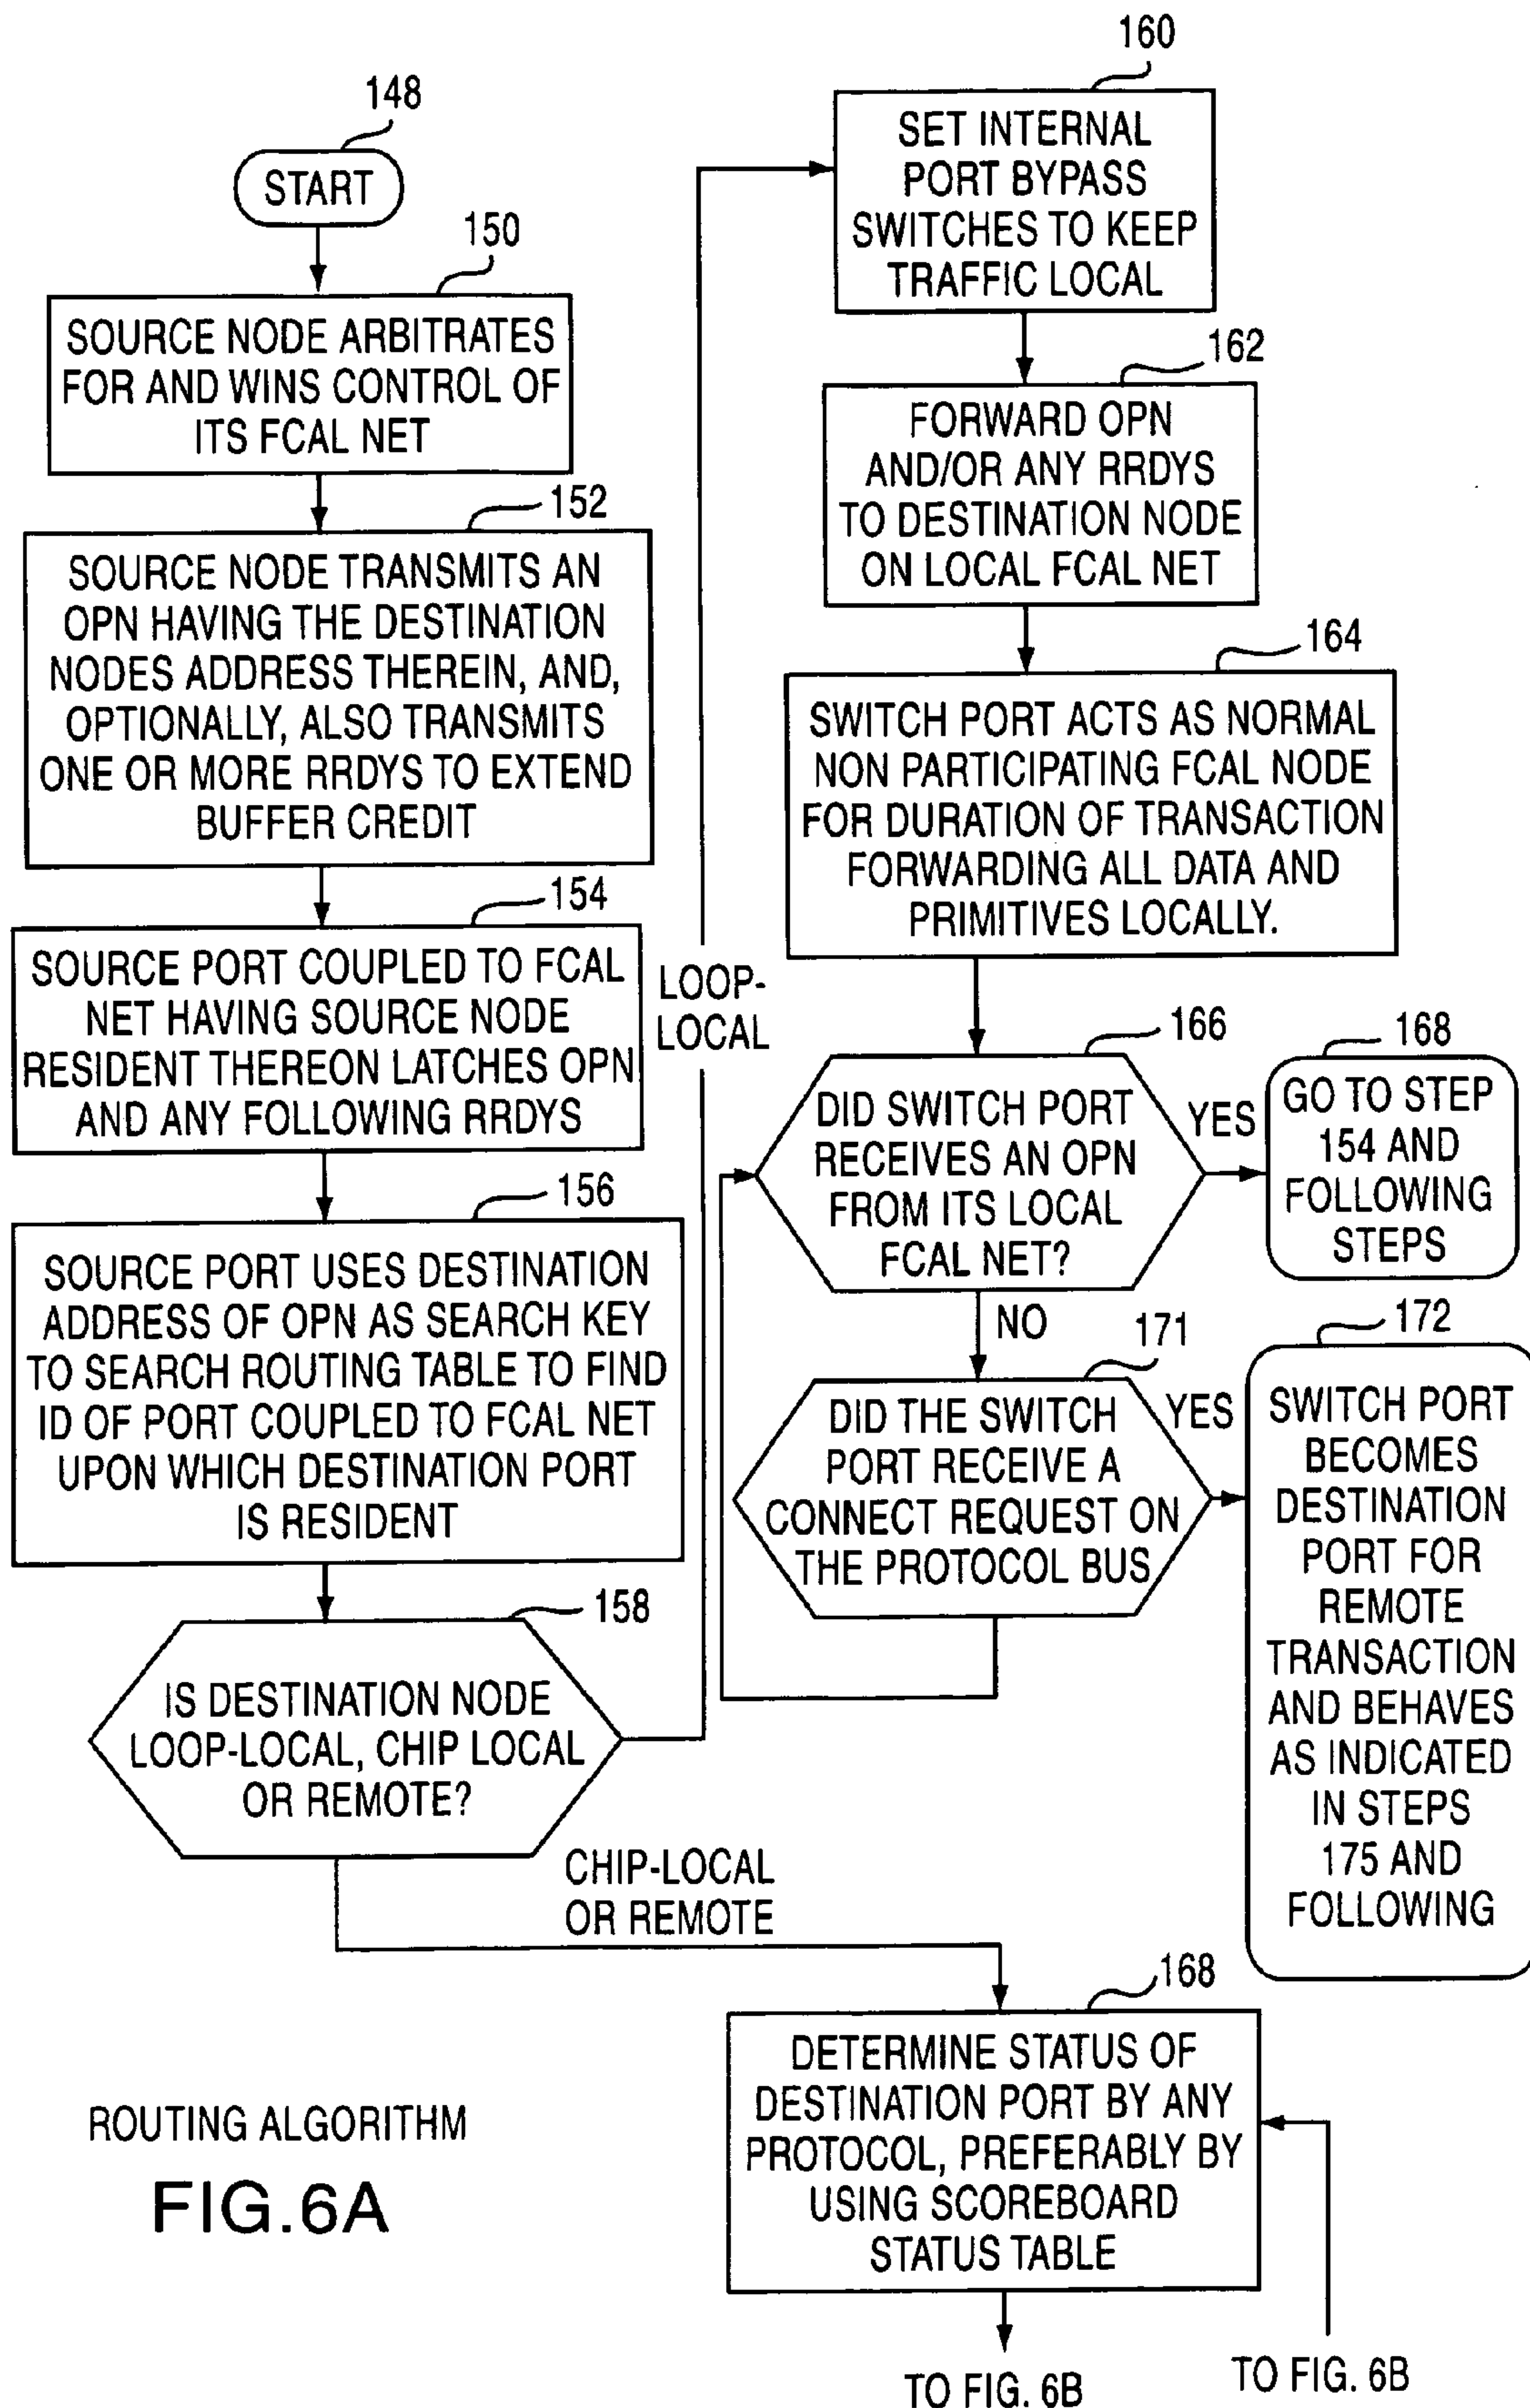 148
START
150
SOURCE NODE ARBITRATES
FOR AND WINS CONTROL OF
ITS FCAL NET
152
SOURCE NODE TRANSMITS AN
OPN HAVING THE DESTINATION
NODES ADDRESS THEREIN, AND,
OPTIONALLY, ALSO TRANSMITS
ONE OR MORE RRDYS TO EXTEND
BUFFER CREDIT
154
SOURCE PORT COUPLED TO FCAL
NET HAVING SOURCE NODE
RESIDENT THEREON LATCHES OPN
AND ANY FOLLOWING RRDYS
156
SOURCE PORT USES DESTINATION
ADDRESS OF OPN AS SEARCH KEY
TO SEARCH ROUTING TABLE TO FIND
ID OF PORT COUPLED TO FCAL NET
UPON WHICH DESTINATION PORT
IS RESIDENT
158
IS DESTINATION NODE
LOOP-LOCAL, CHIP LOCAL
OR REMOTE?
LOOP-
LOCAL
CHIP-LOCAL
OR REMOTE
160
SET INTERNAL
PORT BYPASS
SWITCHES TO KEEP
TRAFFIC LOCAL
162
FORWARD OPN
AND/OR ANY RRDYS
TO DESTINATION NODE
ON LOCAL FCAL NET
164
SWITCH PORT ACTS AS NORMAL
NON PARTICIPATING FCAL NODE
FOR DURATION OF TRANSACTION
FORWARDING ALL DATA AND
PRIMITIVES LOCALLY.
166
DID SWITCH PORT
RECEIVES AN OPN
FROM ITS LOCAL
FCAL NET?
YES
168
GO TO STEP
154 AND
FOLLOWING
STEPS
NO
171
DID THE SWITCH
PORT RECEIVE A
CONNECT REQUEST ON
THE PROTOCOL BUS
YES
172
SWITCH PORT
BECOMES
DESTINATION
PORT FOR
REMOTE
TRANSACTION
AND BEHAVES
AS INDICATED
IN STEPS
175 AND
FOLLOWING
168
DETERMINE STATUS OF
DESTINATION PORT BY ANY
PROTOCOL, PREFERABLY BY
USING SCOREBOARD
STATUS TABLE
TO FIG. 6B
TO FIG. 6B
ROUTING ALGORITHM
FIG.6A